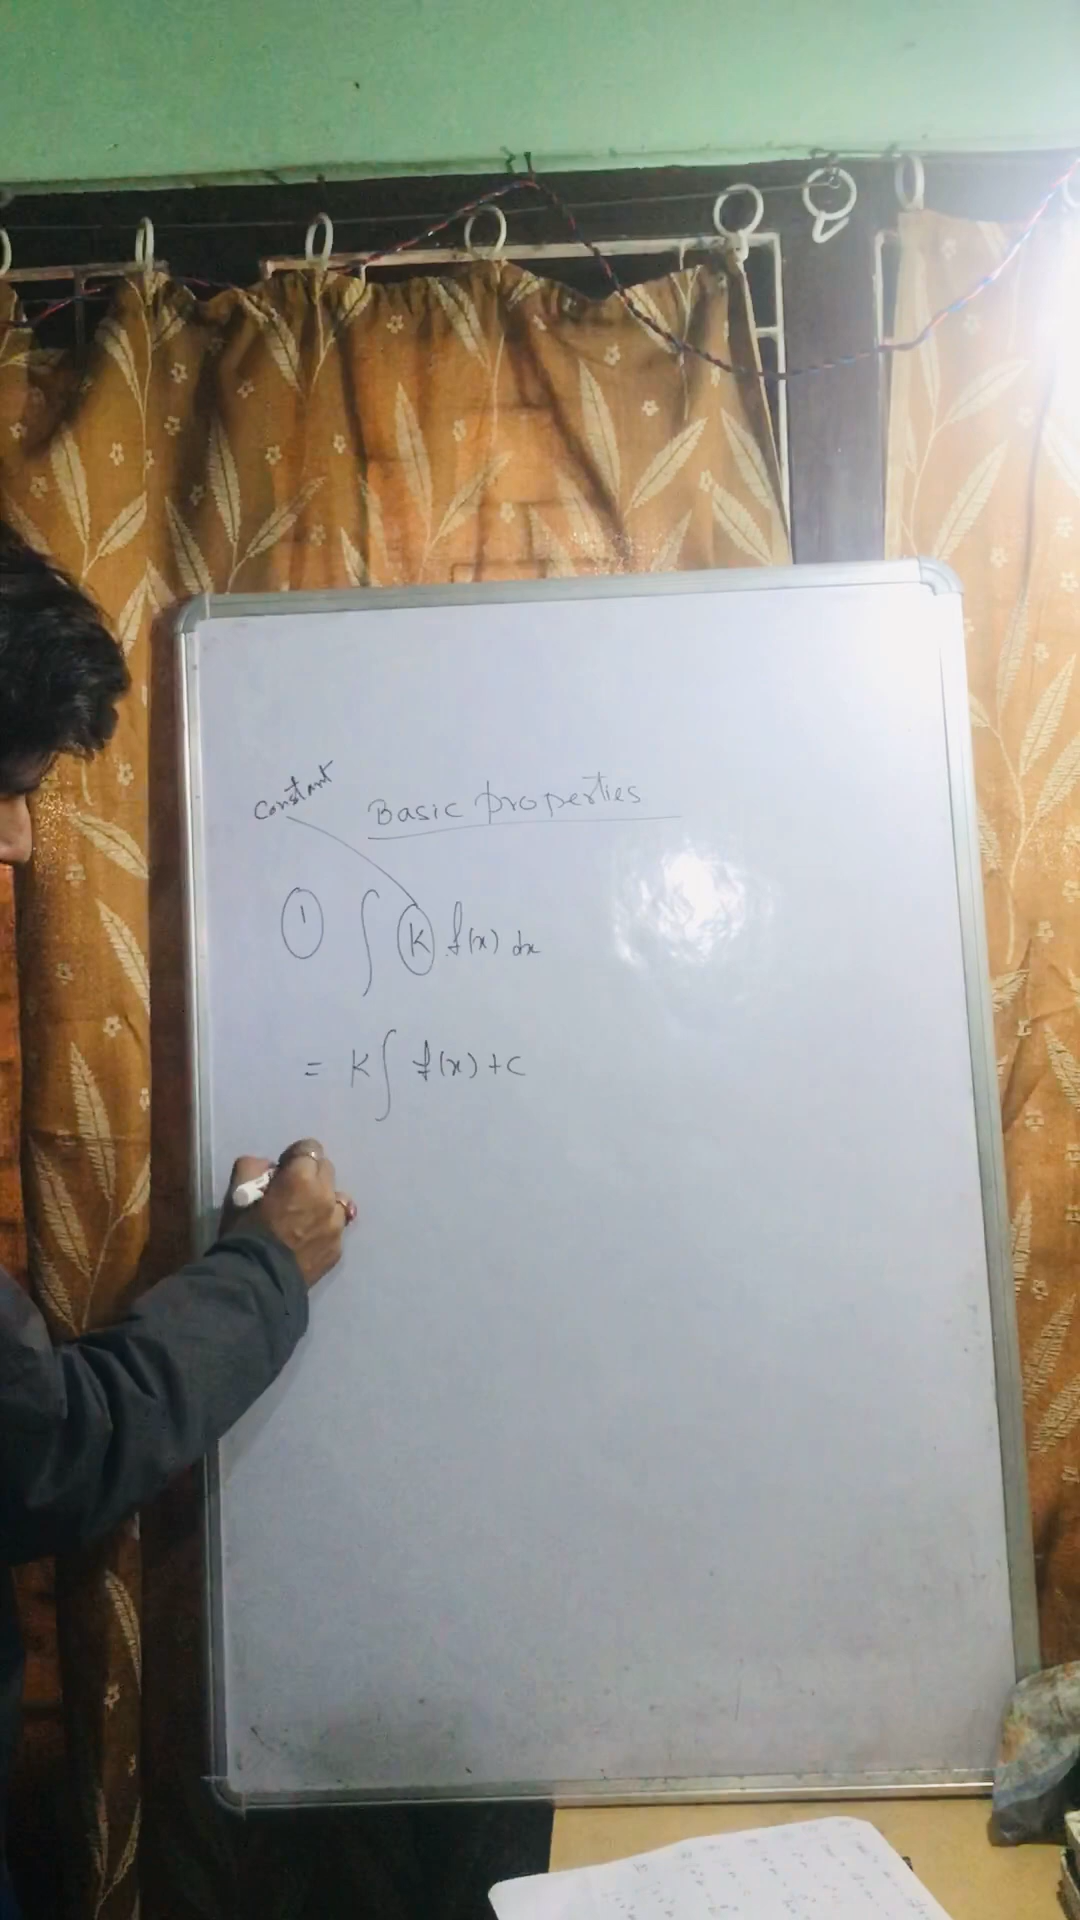 Constant
Basic properties
1 ∫ K f(x) dx
= K ∫ f(x) + C